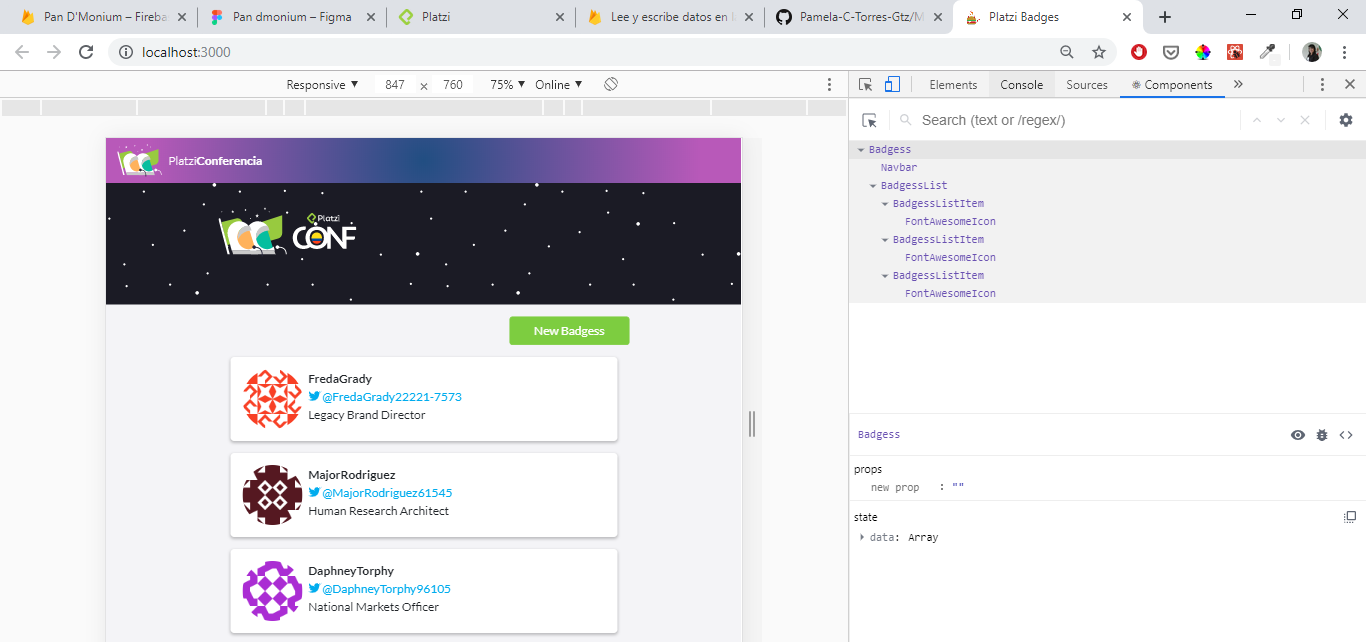 Pan D'Monium – Fireba
Pan dmonium – Figma
Platzi
Lee y escribe datos en l
Pamela-C-Torres-Gtz/M
Platzi Badges
localhost:3000
Responsive ▼ 847 × 760 75% ▼ Online ▼
Elements Console Sources Components »
Search (text or /regex/)
PlatziConferencia
Platzi
CONF
New Badgess
FredaGrady
@FredaGrady22221-7573
Legacy Brand Director
MajorRodriguez
@MajorRodriguez61545
Human Research Architect
DaphneyTorphy
@DaphneyTorphy96105
National Markets Officer
Badgess
Navbar
BadgessList
BadgessListItem
FontAwesomeIcon
BadgessListItem
FontAwesomeIcon
BadgessListItem
FontAwesomeIcon
Badgess
props
new prop : ""
state
data: Array